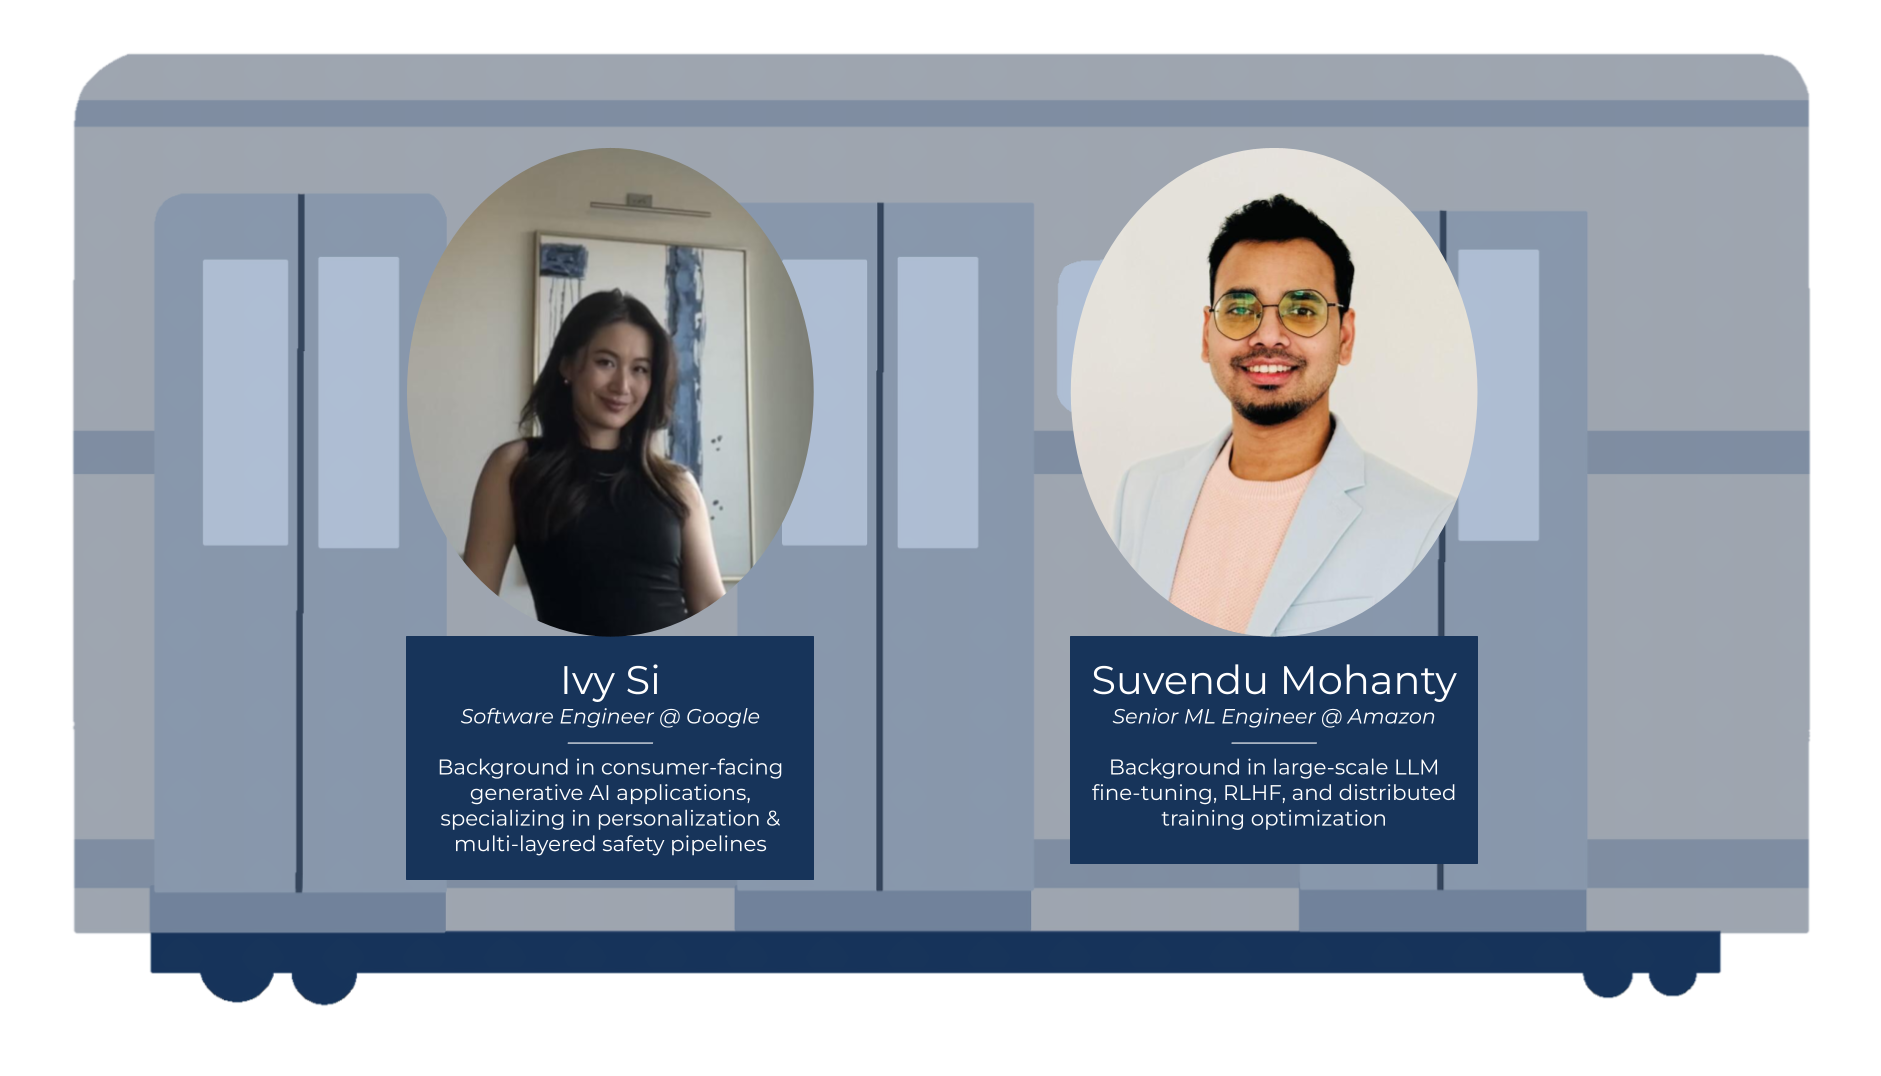 Ivy Si
Software Engineer @ Google
Background in consumer-facing
generative AI applications,
specializing in personalization &
multi-layered safety pipelines
Suvendu Mohanty
Senior ML Engineer @ Amazon
Background in large-scale LLM
fine-tuning, RLHF, and distributed
training optimization